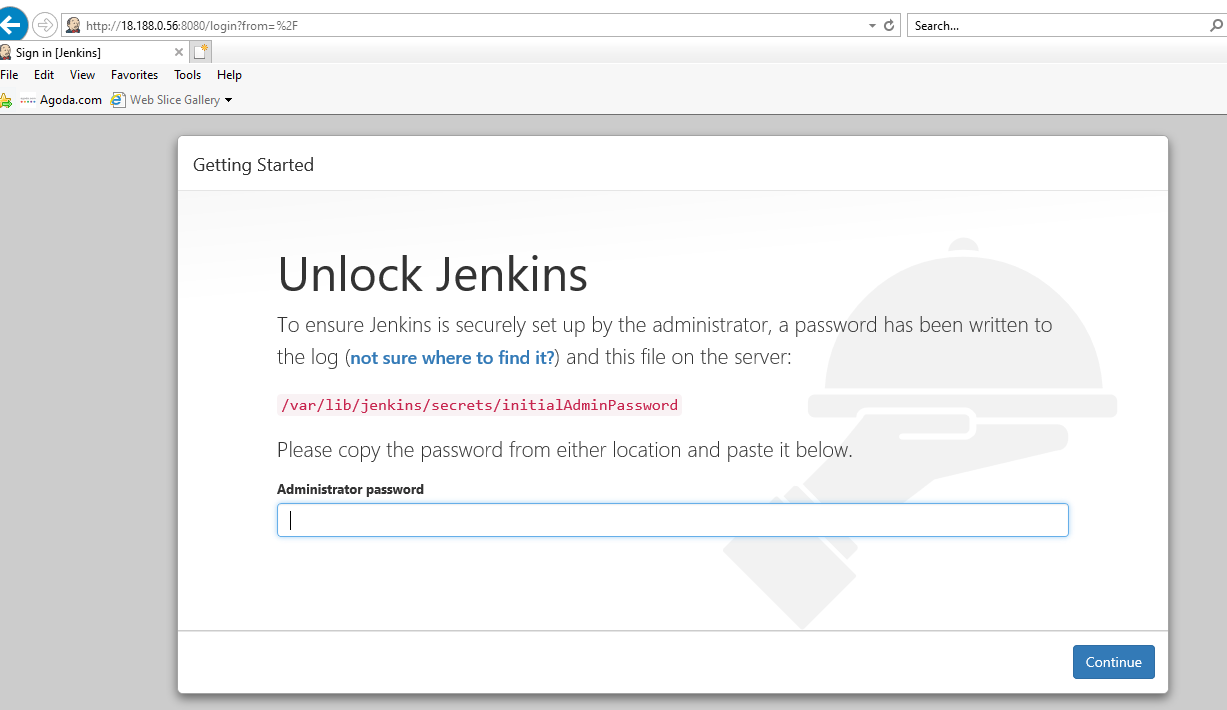 http://18.188.0.56:8080/login?from=%2F
Search...
Sign in [Jenkins]
File Edit View Favorites Tools Help
Agoda.com Web Slice Gallery
Getting Started
Unlock Jenkins
To ensure Jenkins is securely set up by the administrator, a password has been written to
the log (not sure where to find it?) and this file on the server:
/var/lib/jenkins/secrets/initialAdminPassword
Please copy the password from either location and paste it below.
Administrator password
Continue